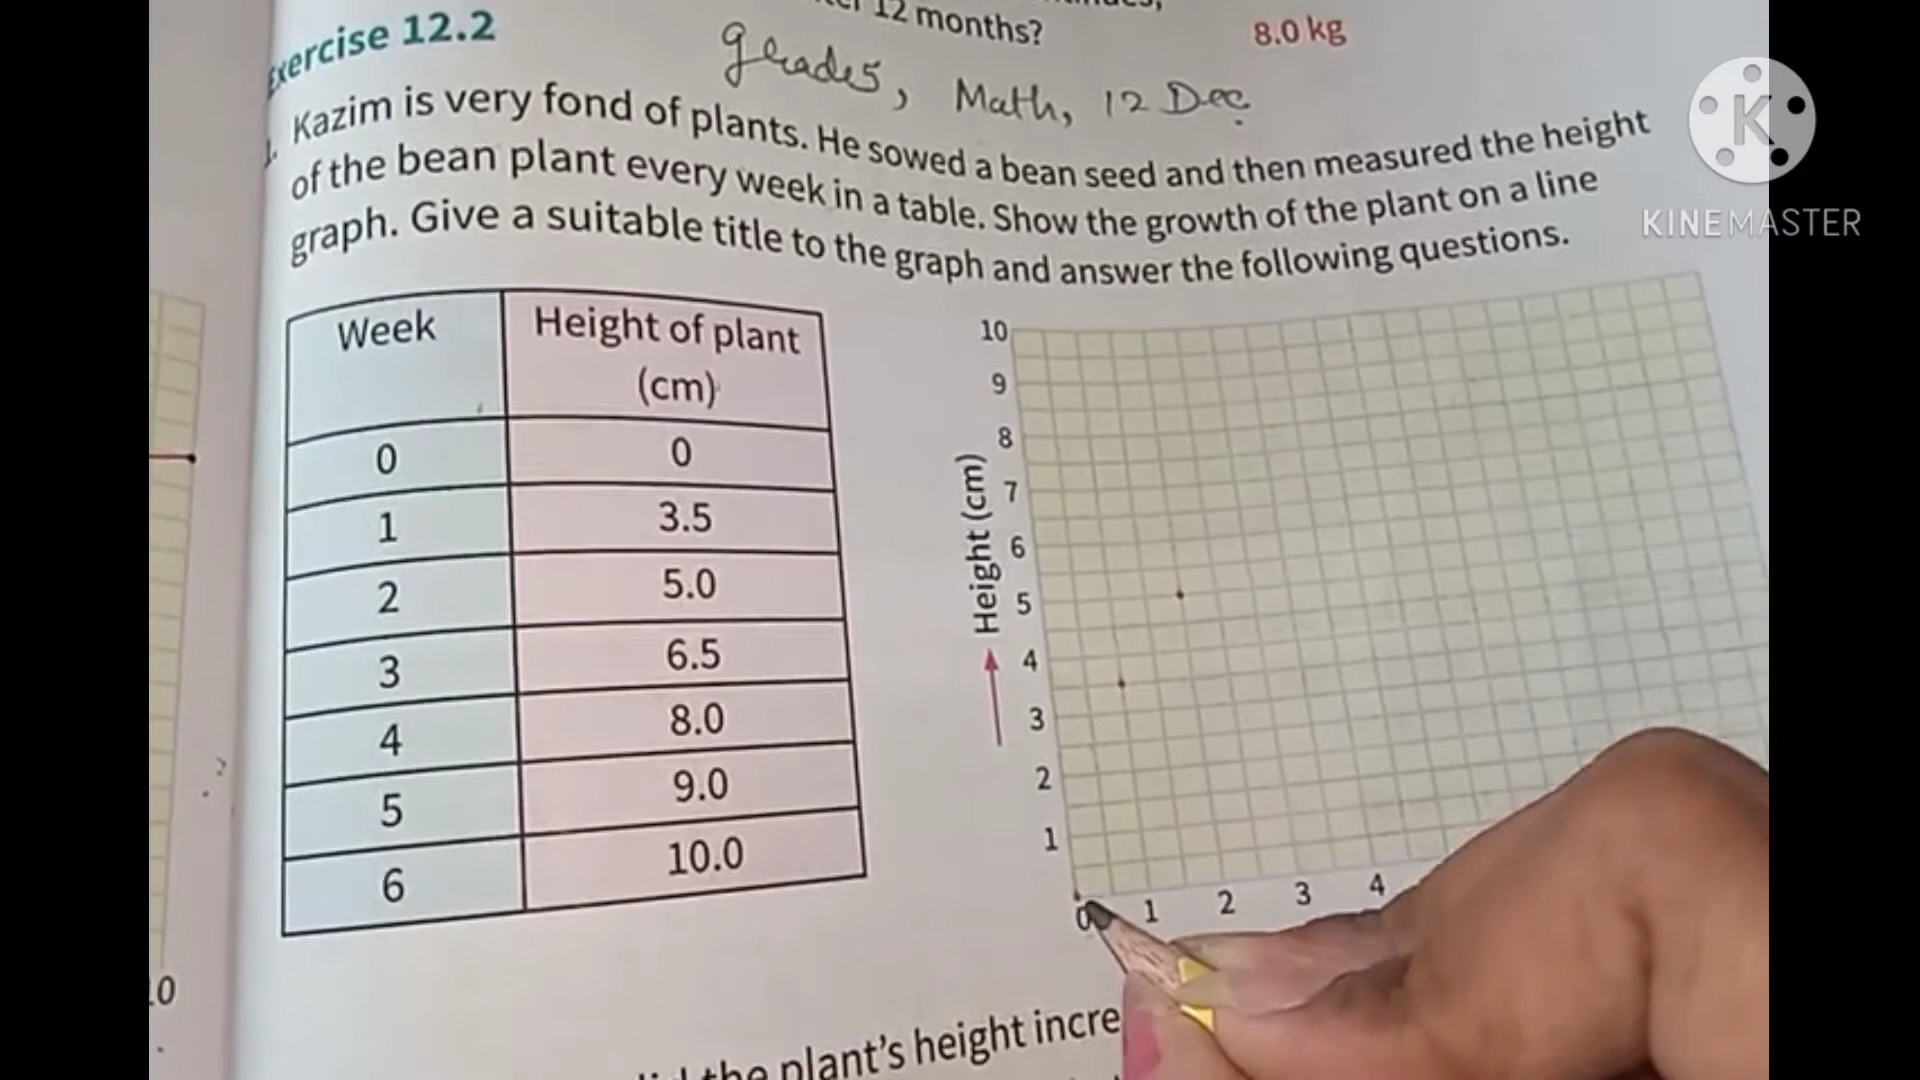 12 months?
8.0 kg
Exercise 12.2
grade5, Math, 12 Dec.
1. Kazim is very fond of plants. He sowed a bean seed and then measured the height
of the bean plant every week in a table. Show the growth of the plant on a line
graph. Give a suitable title to the graph and answer the following questions.
KINEMASTER
Week Height of plant (cm)
0 0
1 3.5
2 5.0
3 6.5
4 8.0
5 9.0
6 10.0
Height (cm)
10
9
8
7
6
5
4
3
2
1
0 1 2 3 4
the plant's height incre